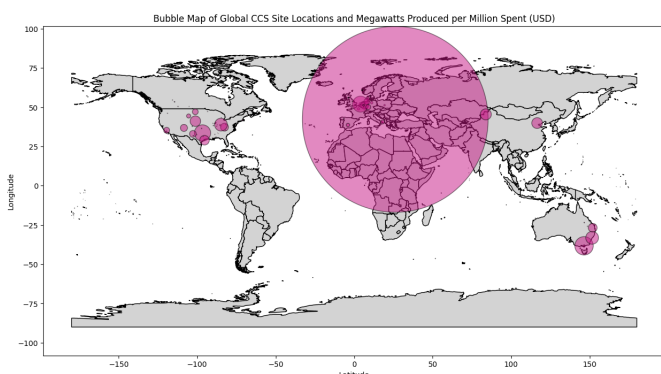 Bubble Map of Global CCS Site Locations and Megawatts Produced per Million Spent (USD)
100
75
50
25
0
−25
−50
−75
−100
Longitude
−150 −100 −50 0 50 100 150
Latitude